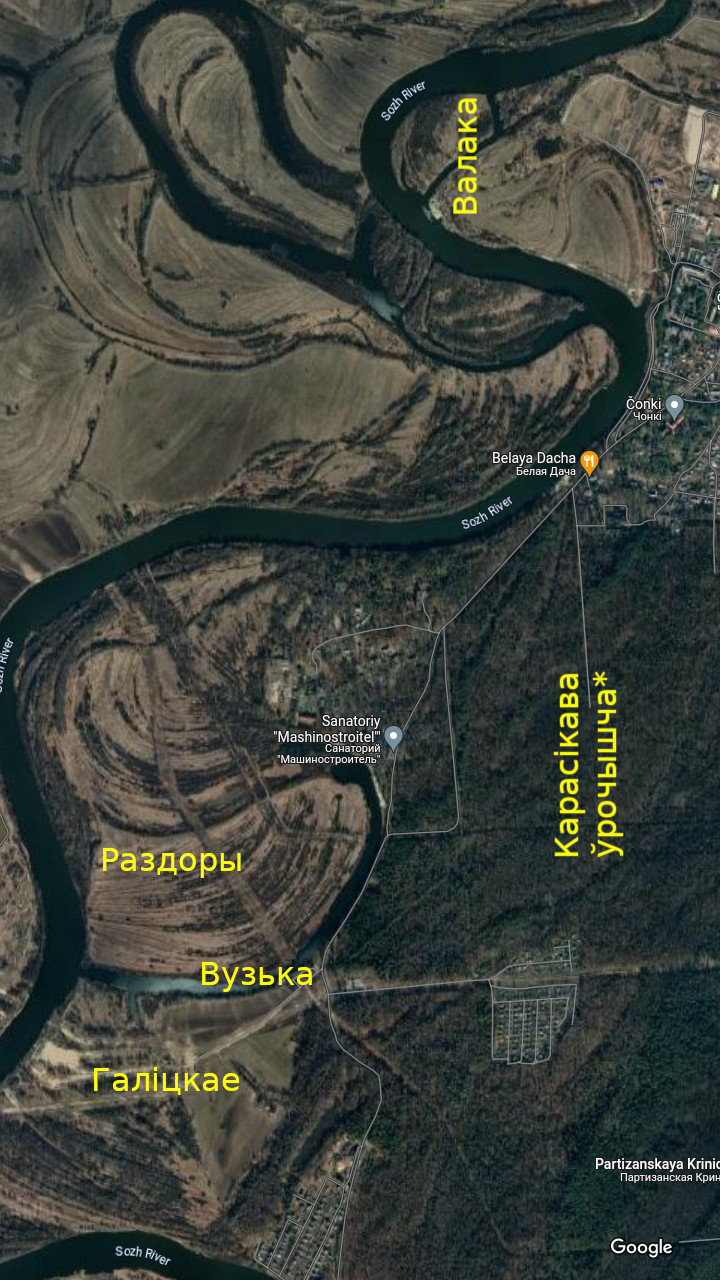 Sozh River
Валака
Čonki
Чонкі
Belaya Dacha
Белая Дача
Sozh River
Sanatoriy
"Mashinostroitel'"
Санаторий
"Машиностроитель"
Карасікава
ўрочышча*
Раздоры
Вузька
Галіцкае
Partizanskaya Krinic
Партизанская Крин
Sozh River
Google